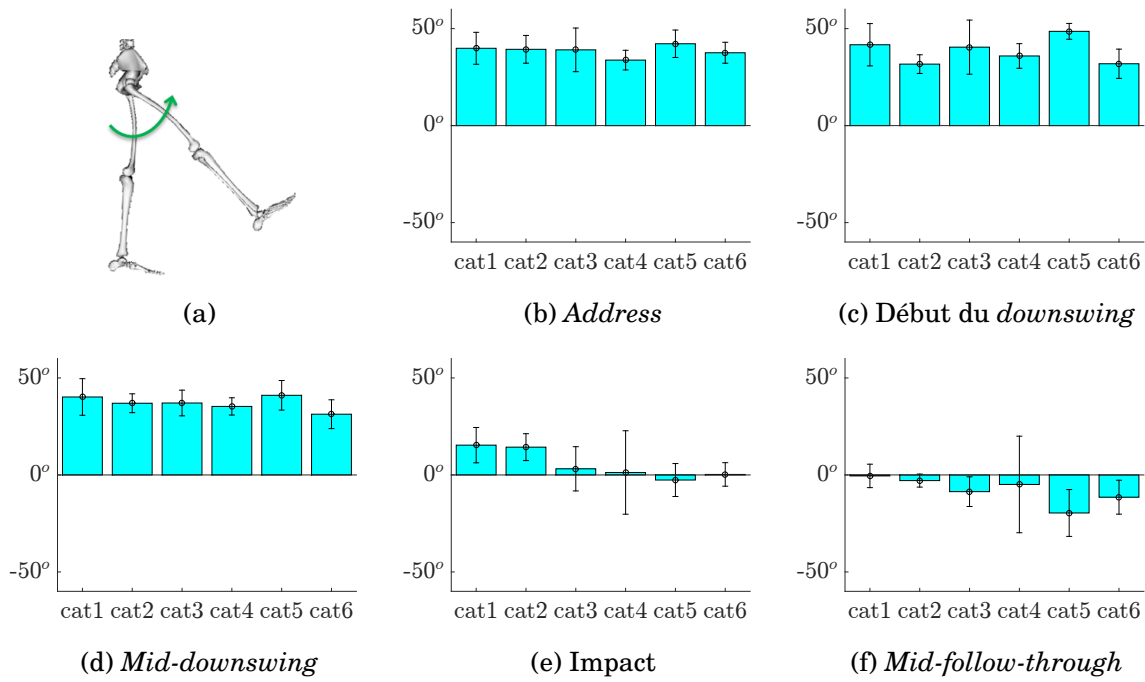 50°
0°
-50°
cat1 cat2 cat3 cat4 cat5 cat6
50°
0°
-50°
cat1 cat2 cat3 cat4 cat5 cat6
(a)
(b) Address
(c) Début du downswing
50°
0°
-50°
cat1 cat2 cat3 cat4 cat5 cat6
50°
0°
-50°
cat1 cat2 cat3 cat4 cat5 cat6
50°
0°
-50°
cat1 cat2 cat3 cat4 cat5 cat6
(d) Mid-downswing
(e) Impact
(f) Mid-follow-through